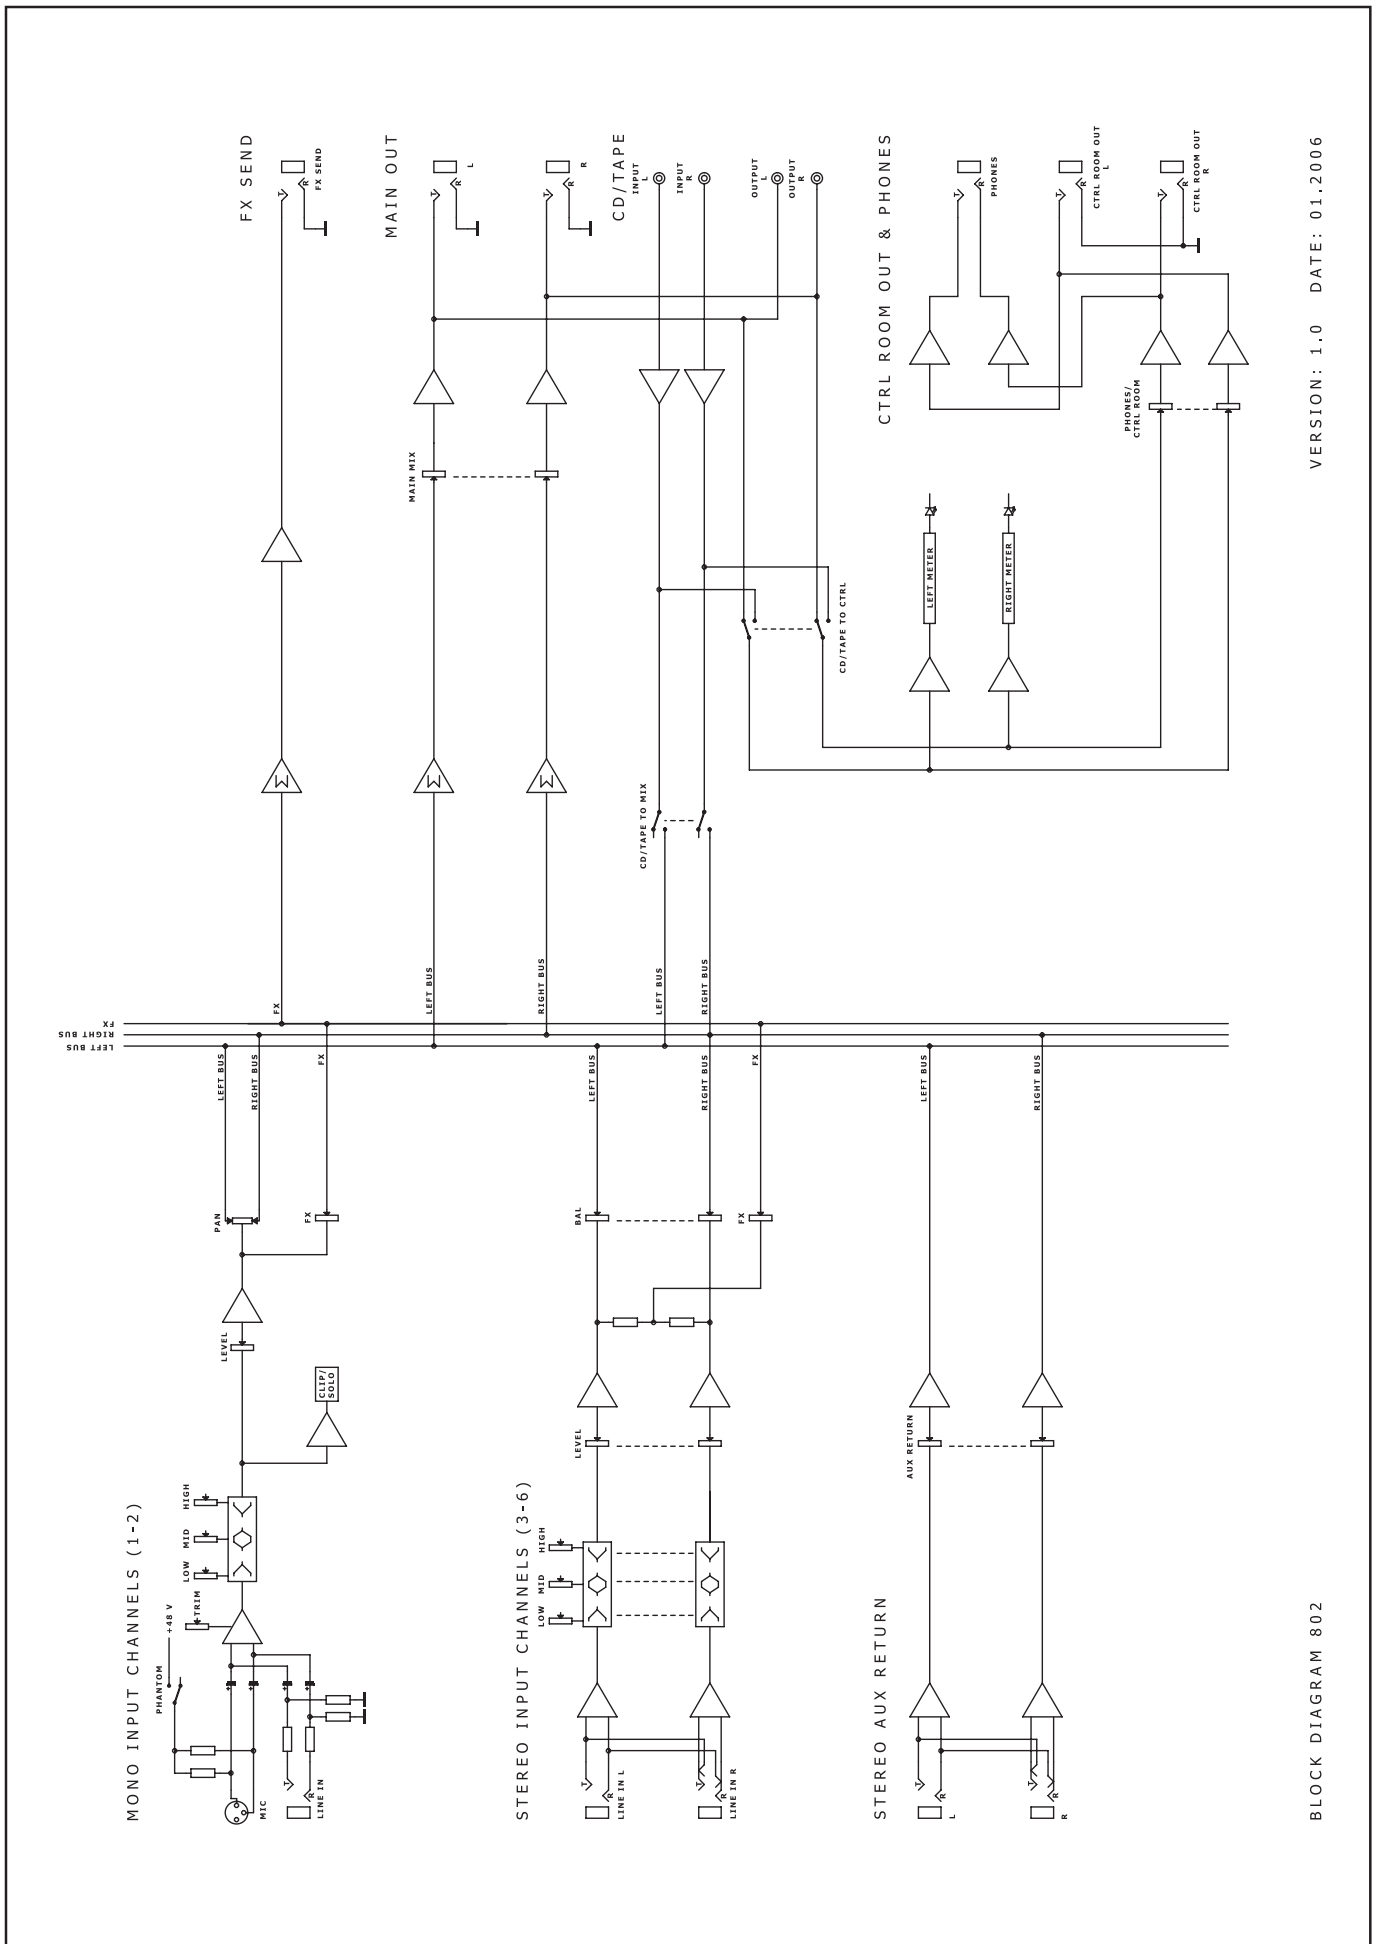 MONO INPUT CHANNELS (1-2)
PHANTOM
+48 V
TRIM
LOW
MID
HIGH
MIC
T
R
LINE IN
CLIP/
SOLO
LEVEL
PAN
FX
LEFT BUS
RIGHT BUS
FX
STEREO INPUT CHANNELS (3-6)
T
R
LINE IN L
T
R
LINE IN R
LOW
MID
HIGH
LEVEL
BAL
FX
LEFT BUS
RIGHT BUS
FX
STEREO AUX RETURN
T
R
L
T
R
R
AUX RETURN
LEFT BUS
RIGHT BUS
FX
RIGHT BUS
LEFT BUS
FX SEND
FX
Σ
T
R
FX SEND
MAIN OUT
LEFT BUS
RIGHT BUS
Σ
Σ
MAIN MIX
T
R
L
T
R
R
CD/TAPE
INPUT
L
INPUT
R
OUTPUT
L
OUTPUT
R
LEFT BUS
RIGHT BUS
CD/TAPE TO MIX
CD/TAPE TO CTRL
CTRL ROOM OUT & PHONES
LEFT METER
RIGHT METER
PHONES/
CTRL ROOM
T
R
PHONES
T
R
CTRL ROOM OUT
L
T
R
CTRL ROOM OUT
R
BLOCK DIAGRAM 802
VERSION: 1.0 DATE: 01.2006